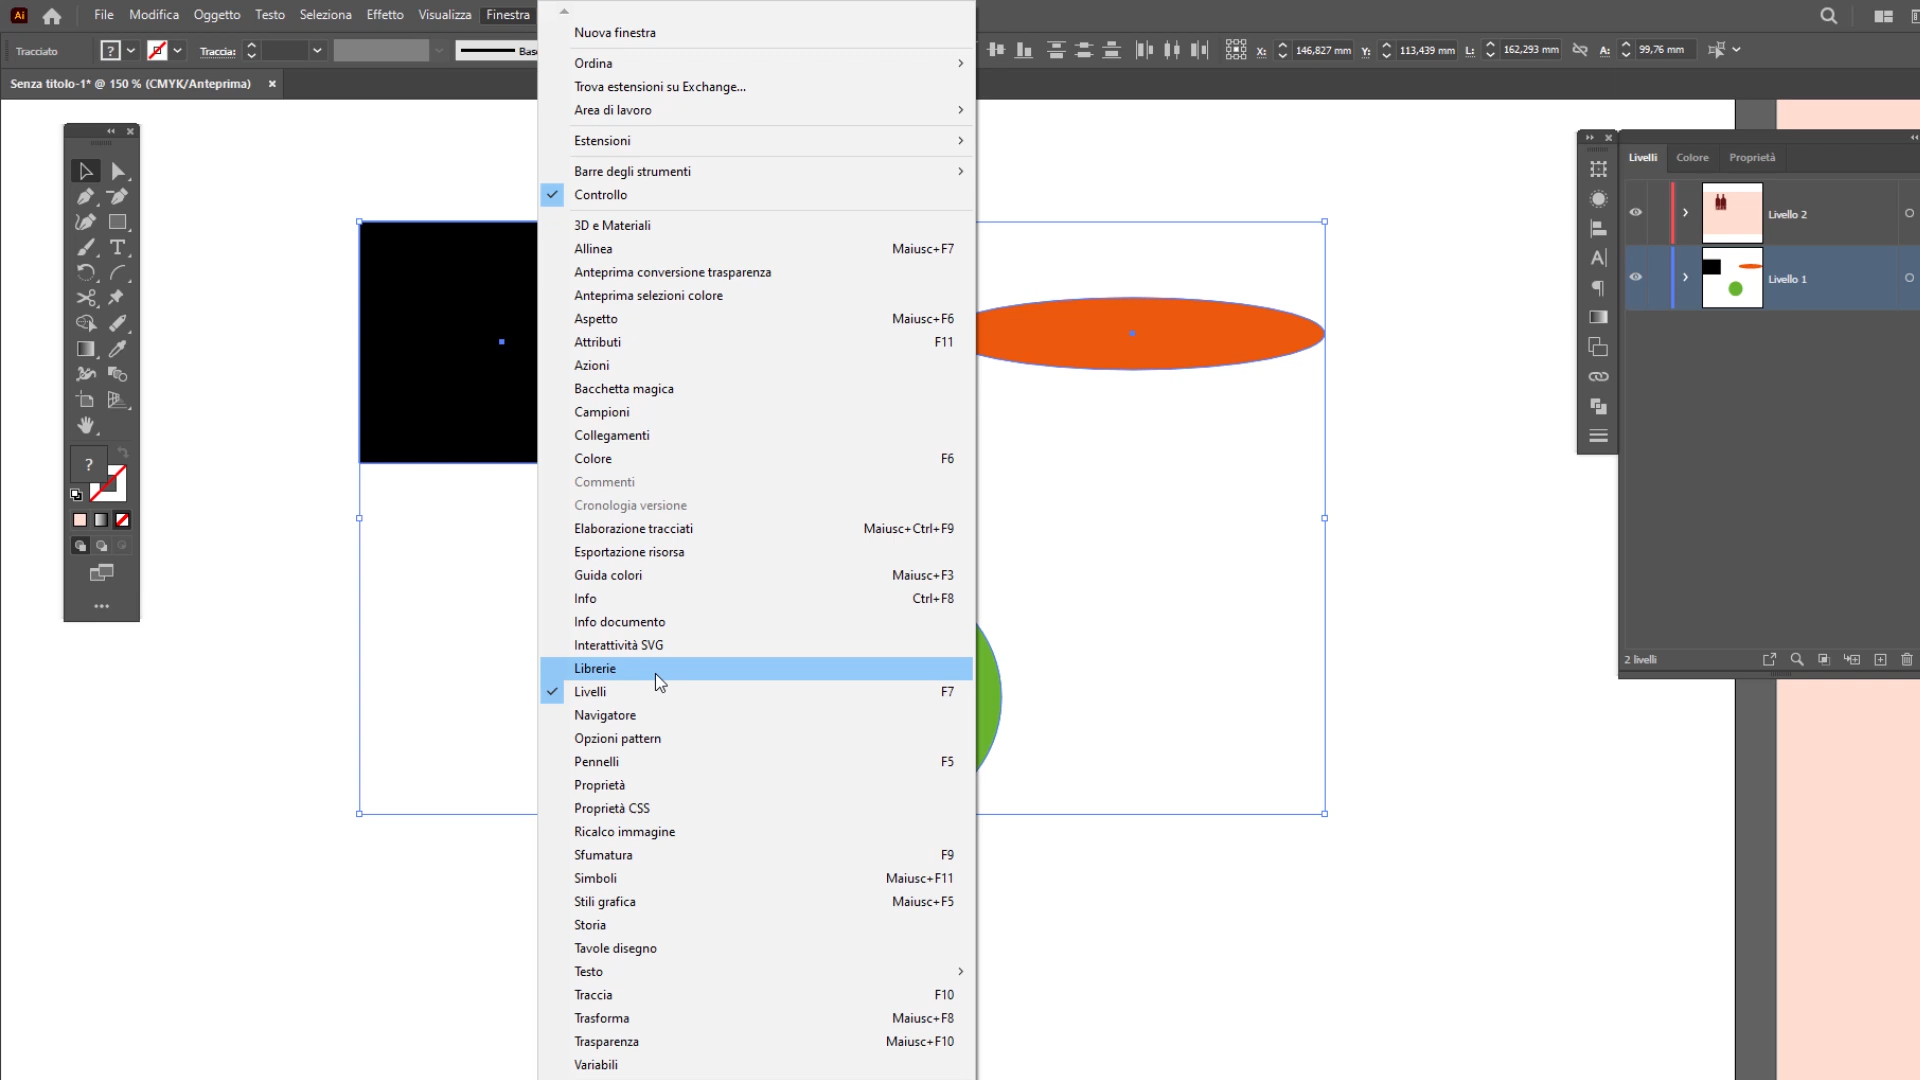 Ai File Modifica Oggetto Testo Seleziona Effetto Visualizza Finestra
Tracciato ? Traccia: Bas X: 146,827 mm Y: 113,439 mm L: 162,293 mm A: 99,76 mm
Senza titolo-1* @ 150 % (CMYK/Anteprima) ×
Nuova finestra
Ordina
Trova estensioni su Exchange...
Area di lavoro
Estensioni
Barre degli strumenti
Controllo
3D e Materiali
Allinea Maiusc+F7
Anteprima conversione trasparenza
Anteprima selezioni colore
Aspetto Maiusc+F6
Attributi F11
Azioni
Bacchetta magica
Campioni
Collegamenti
Colore F6
Commenti
Cronologia versione
Elaborazione tracciati Maiusc+Ctrl+F9
Esportazione risorsa
Guida colori Maiusc+F3
Info Ctrl+F8
Info documento
Interattività SVG
Librerie
Livelli F7
Navigatore
Opzioni pattern
Pennelli F5
Proprietà
Proprietà CSS
Ricalco immagine
Sfumatura F9
Simboli Maiusc+F11
Stili grafica Maiusc+F5
Storia
Tavole disegno
Testo
Traccia F10
Trasforma Maiusc+F8
Trasparenza Maiusc+F10
Variabili
?
Livelli Colore Proprietà
Livello 2
Livello 1
2 livelli